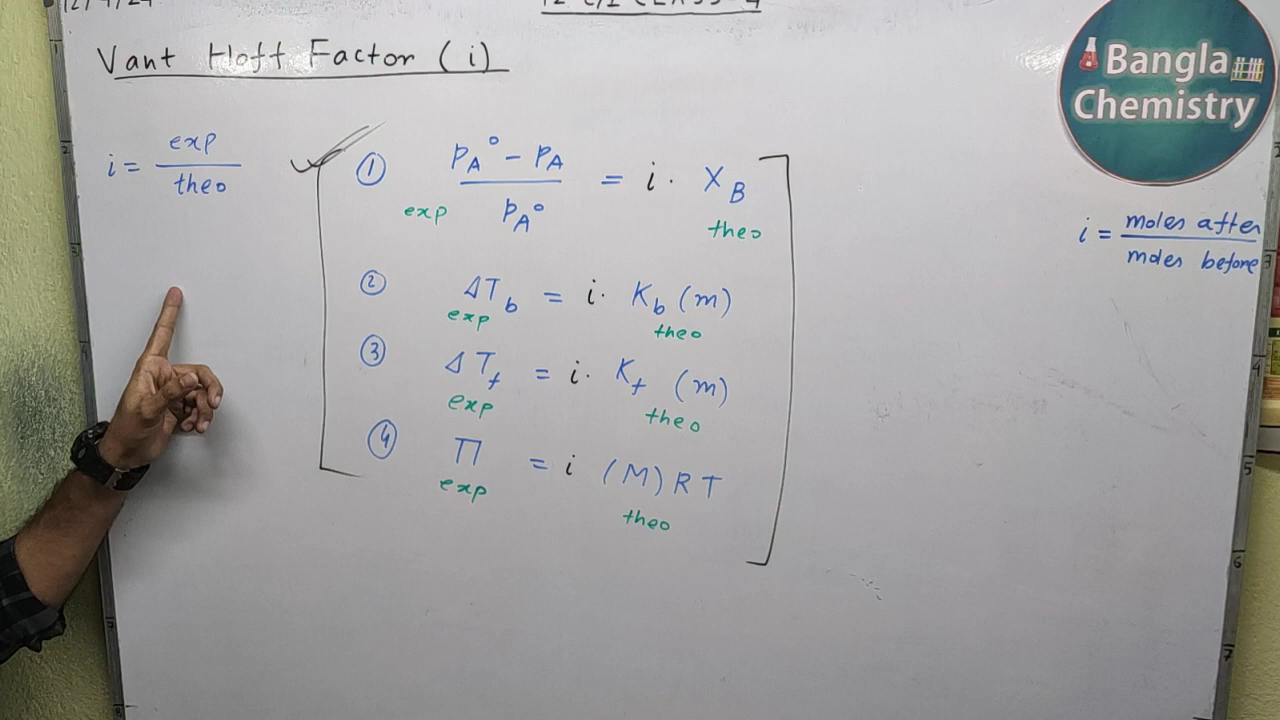 Vant Hoff Factor (i)
i = exp / theo
① (PA° - PA) / PA° = i · XB
exp theo
② ΔTb = i · Kb (m)
exp theo
③ ΔTf = i · Kf (m)
exp theo
④ Π = i (M) R T
exp theo
i = moles after / moles before
Bangla
Chemistry